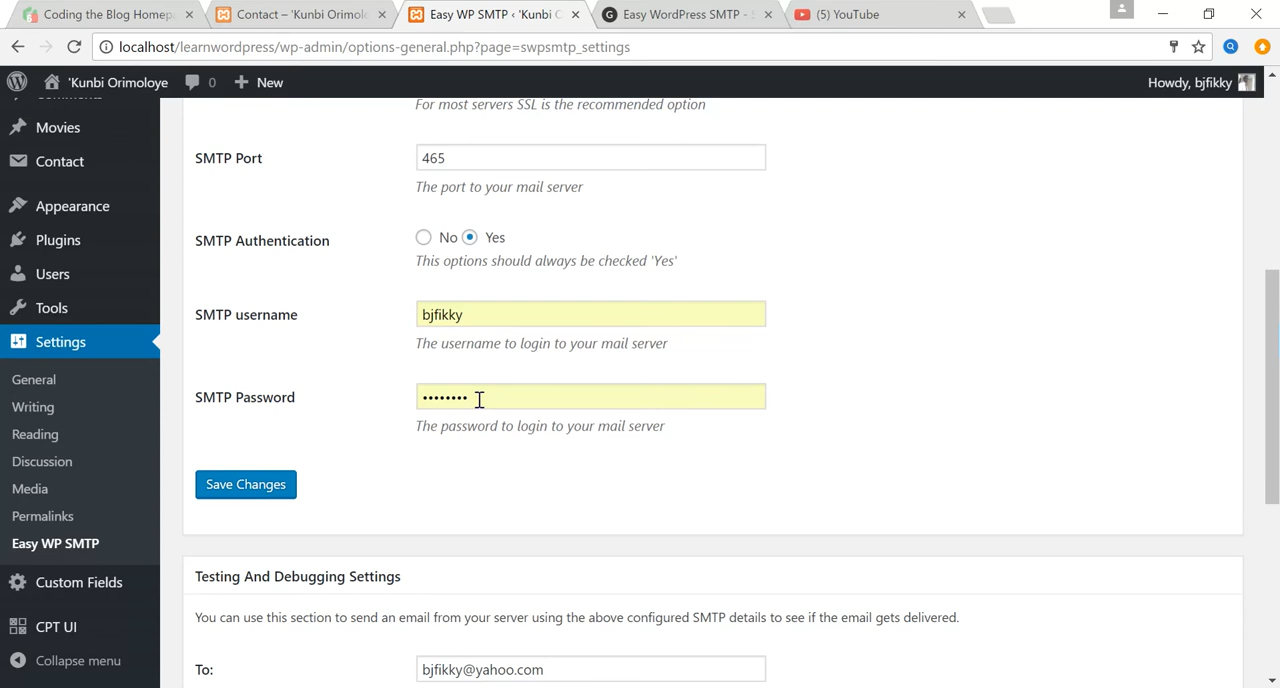 Coding the Blog Homepa
Contact – 'Kunbi Orimol
Easy WP SMTP ‹ 'Kunbi O
Easy WordPress SMTP - S
(5) YouTube
localhost/learnwordpress/wp-admin/options-general.php?page=swpsmtp_settings
'Kunbi Orimoloye
0
New
Howdy, bjfikky
Comments
Movies
Contact
Appearance
Plugins
Users
Tools
Settings
General
Writing
Reading
Discussion
Media
Permalinks
Easy WP SMTP
Custom Fields
CPT UI
Collapse menu
For most servers SSL is the recommended option
SMTP Port
465
The port to your mail server
SMTP Authentication
No Yes
This options should always be checked 'Yes'
SMTP username
bjfikky
The username to login to your mail server
SMTP Password
••••••••
The password to login to your mail server
Save Changes
Testing And Debugging Settings
You can use this section to send an email from your server using the above configured SMTP details to see if the email gets delivered.
To:
bjfikky@yahoo.com